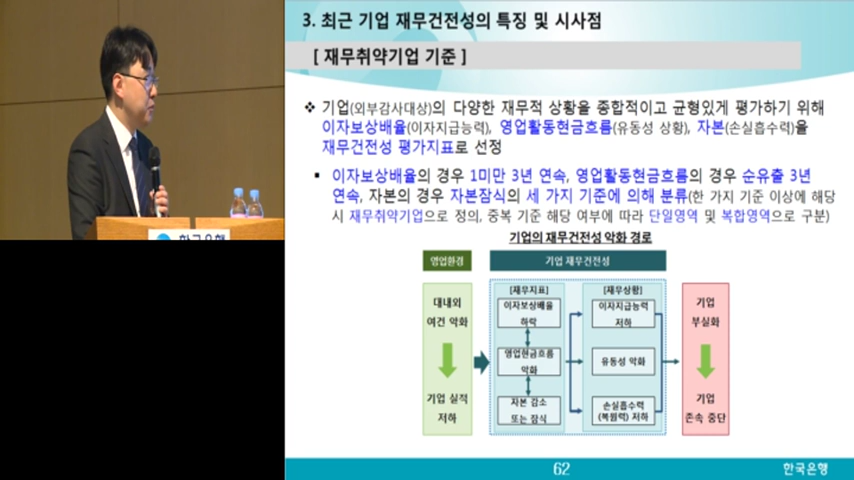 3. 최근 기업 재무건전성의 특징 및 시사점
[ 재무취약기업 기준 ]
❖ 기업(외부감사대상)의 다양한 재무적 상황을 종합적이고 균형있게 평가하기 위해
이자보상배율(이자지급능력), 영업활동현금흐름(유동성 상황), 자본(손실흡수력)을
재무건전성 평가지표로 선정
▪ 이자보상배율의 경우 1미만 3년 연속, 영업활동현금흐름의 경우 순유출 3년
연속, 자본의 경우 자본잠식의 세 가지 기준에 의해 분류(한 가지 기준 이상에 해당
시 재무취약기업으로 정의, 중복 기준 해당 여부에 따라 단일영역 및 복합영역으로 구분)
기업의 재무건전성 악화 경로
영업환경
기업 재무건전성
대내외
여건 악화
기업 실적
저하
[재무지표]
이자보상배율
하락
영업현금흐름
악화
자본 감소
또는 잠식
[재무상황]
이자지급능력
저하
유동성 악화
손실흡수력
(복원력) 저하
기업
부실화
기업
존속 중단
62
한국은행
한국은행